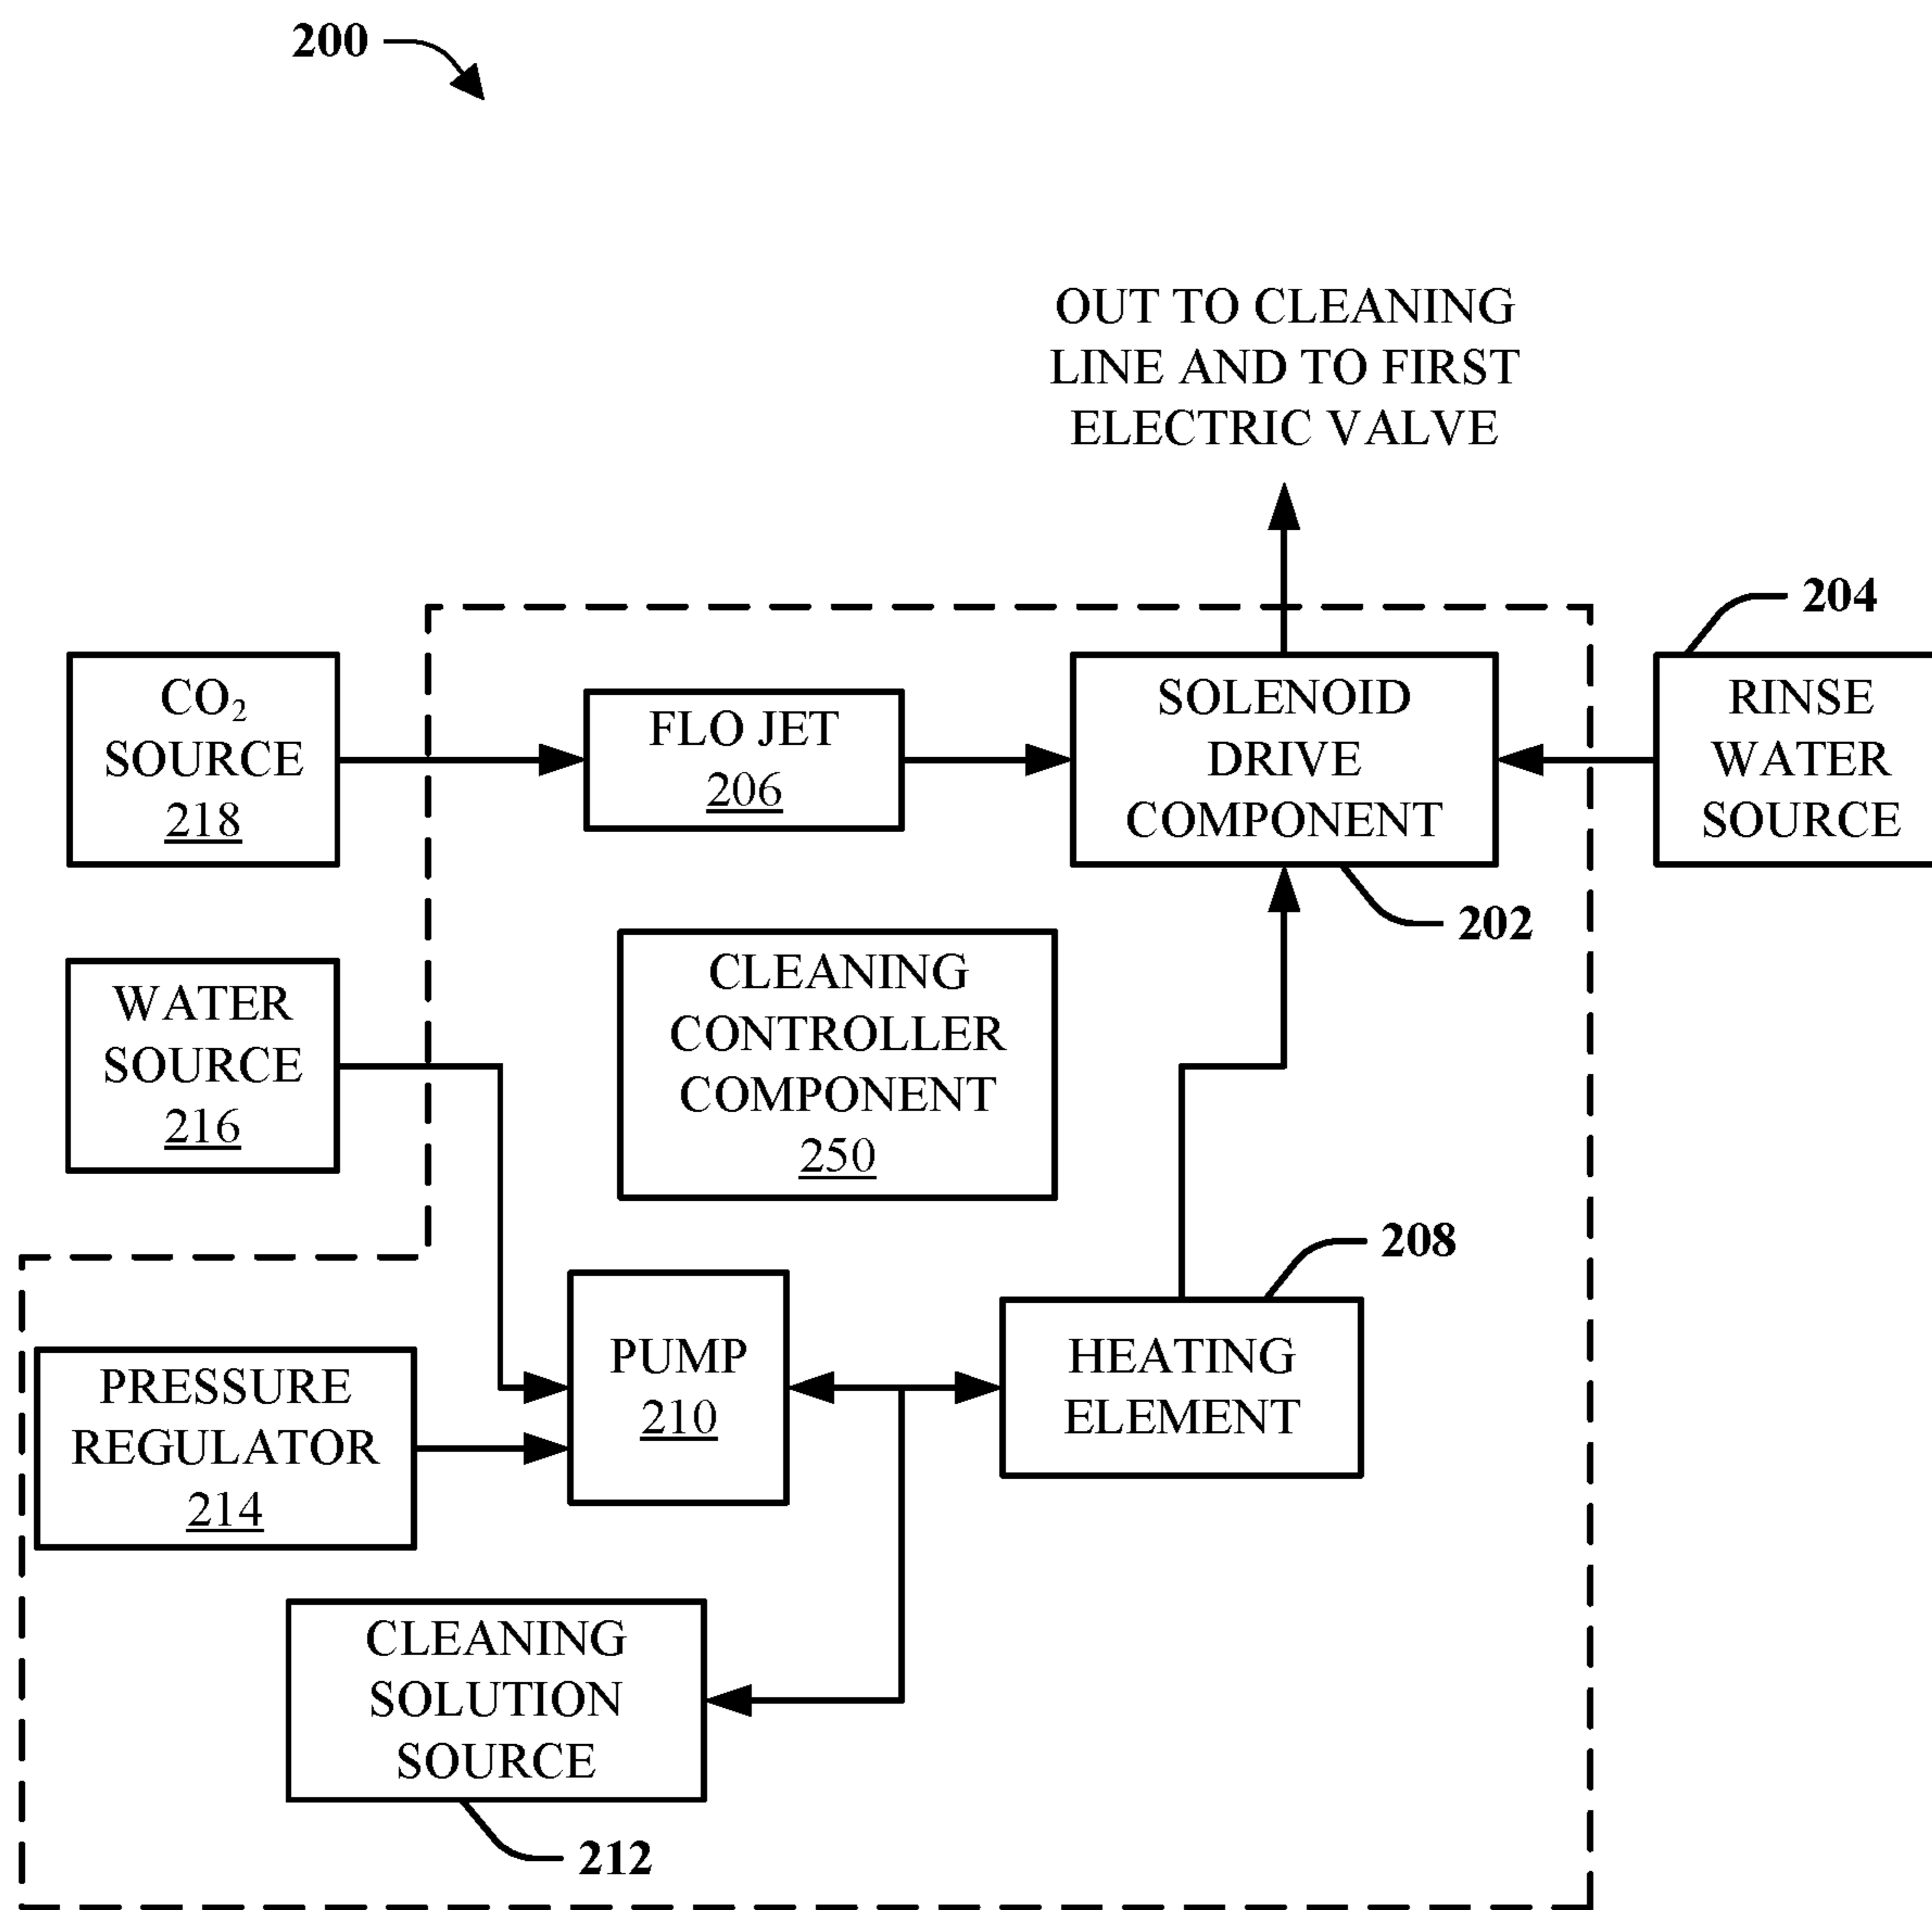 200
OUT TO CLEANING
LINE AND TO FIRST
ELECTRIC VALVE
204
CO₂
SOURCE
218
FLO JET
206
SOLENOID
DRIVE
COMPONENT
RINSE
WATER
SOURCE
202
WATER
SOURCE
216
CLEANING
CONTROLLER
COMPONENT
250
208
PRESSURE
REGULATOR
214
PUMP
210
HEATING
ELEMENT
CLEANING
SOLUTION
SOURCE
212